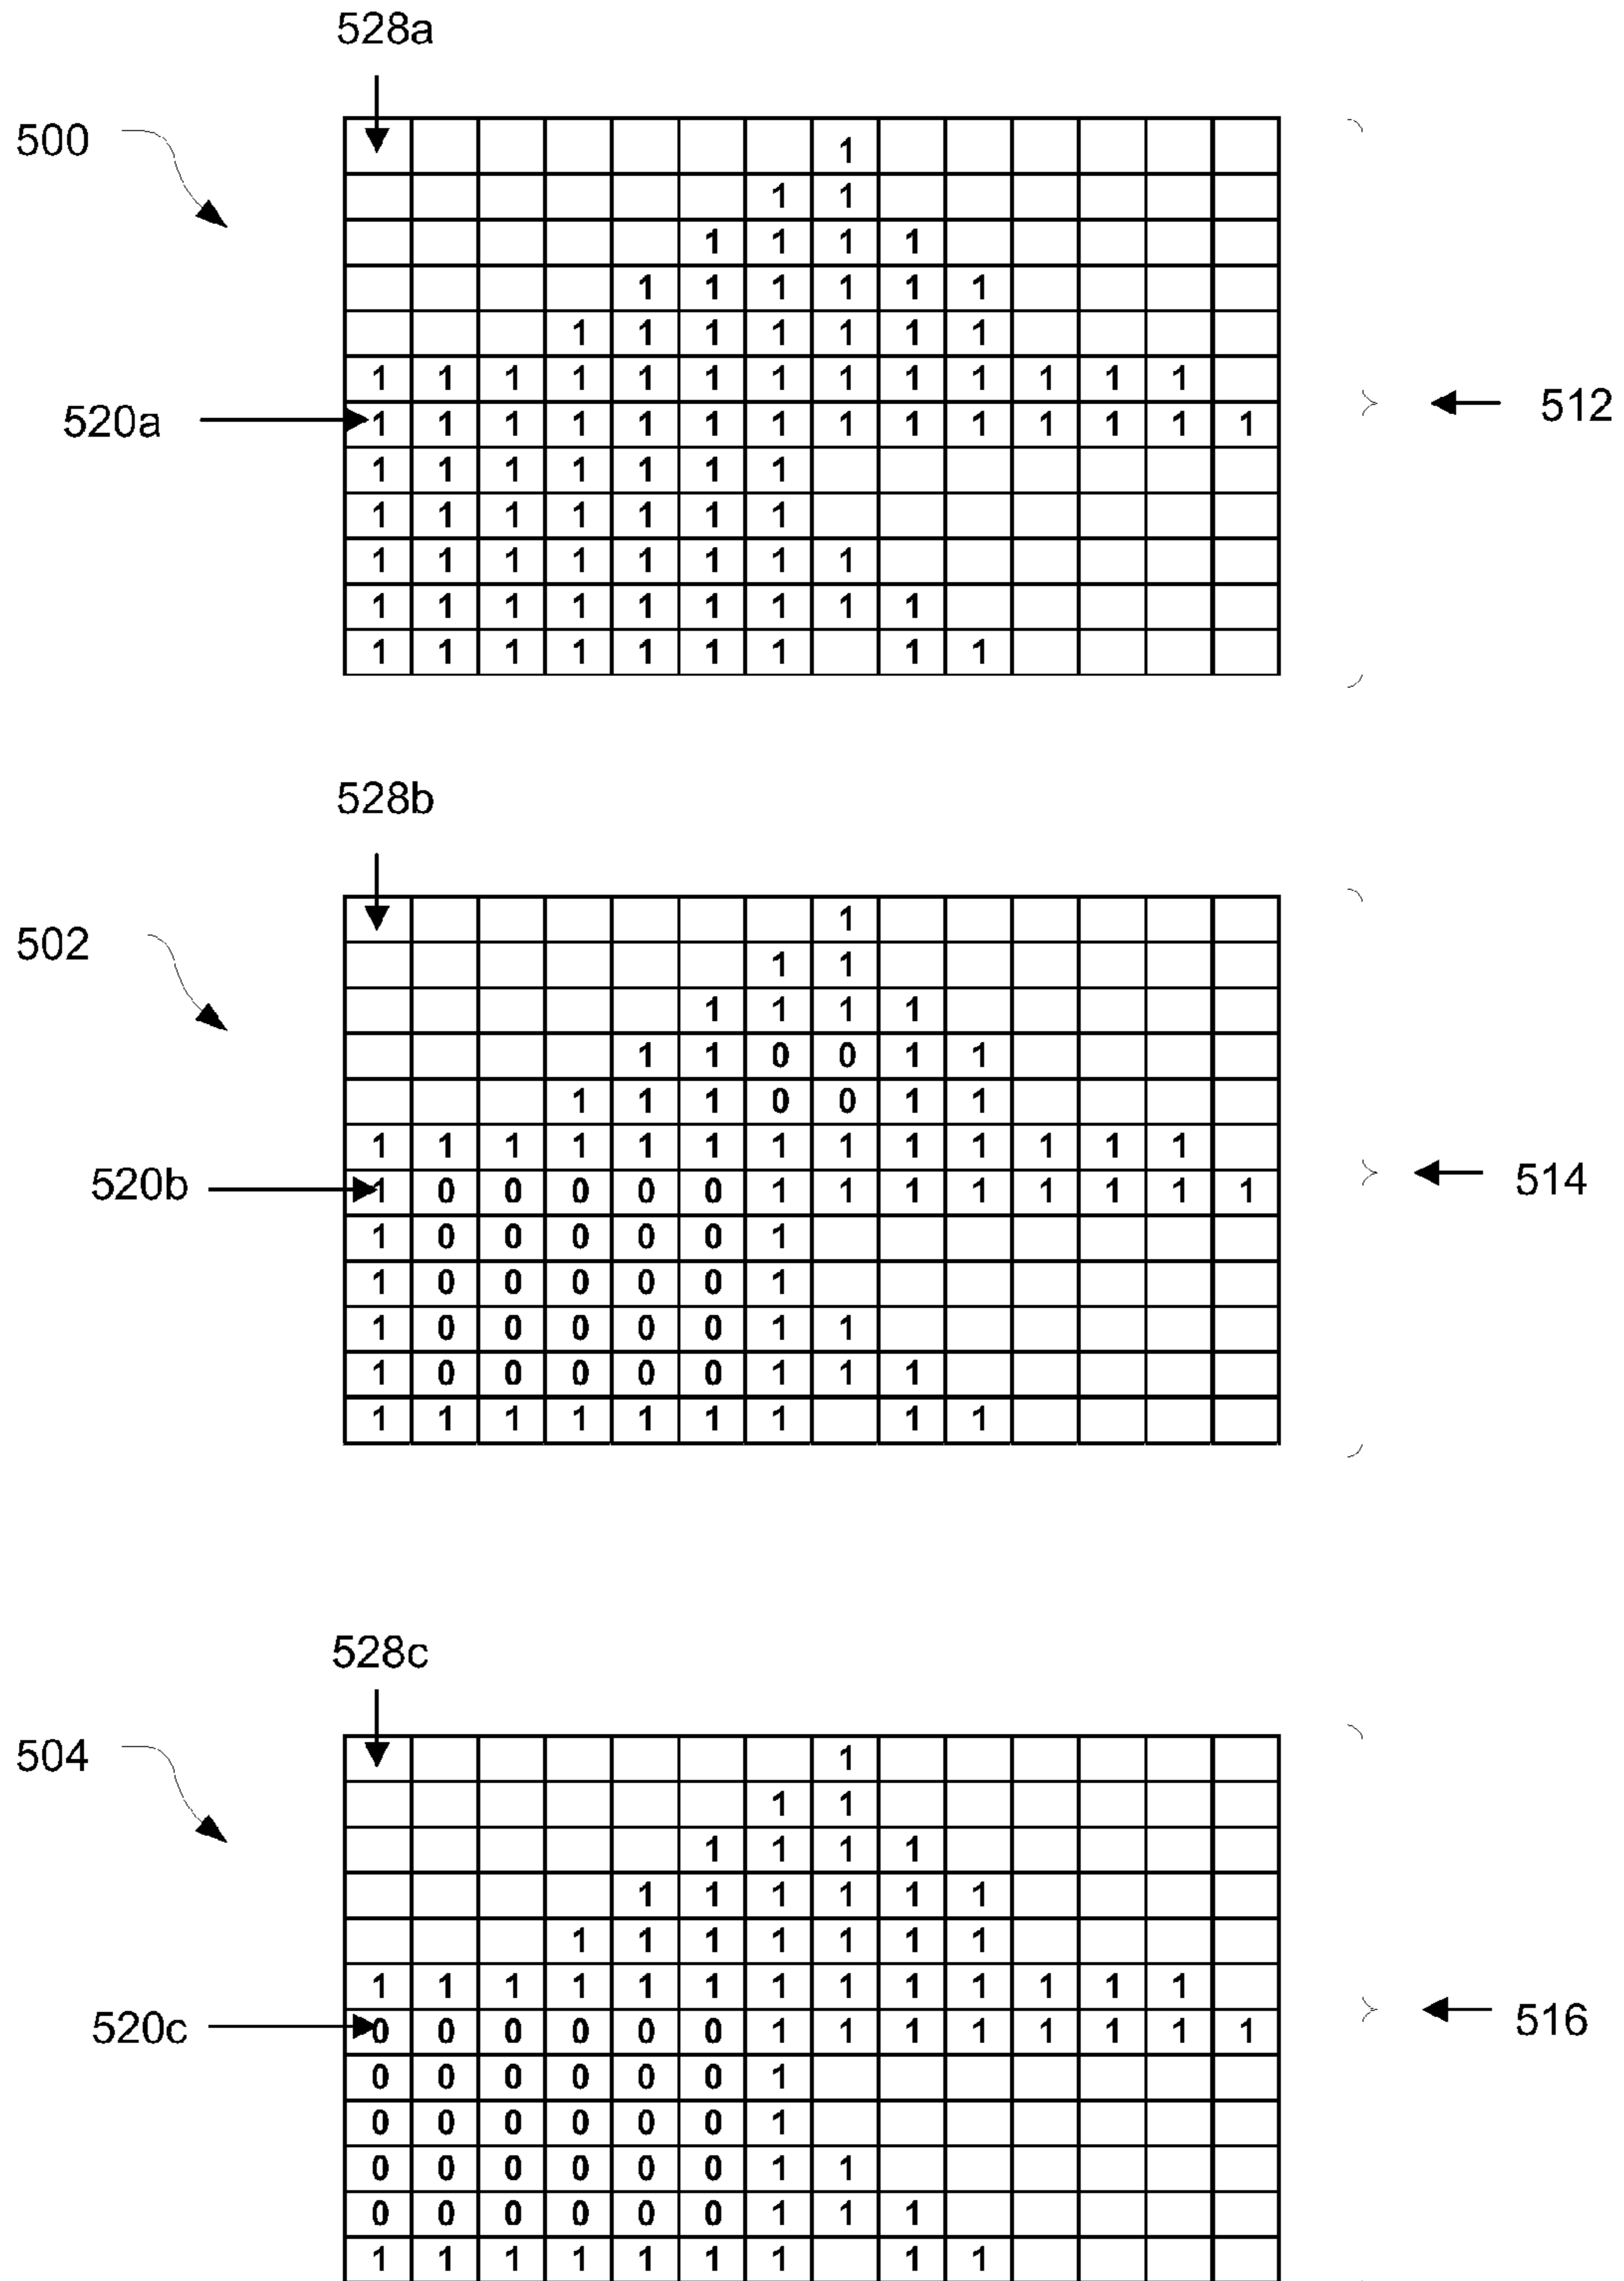 528a
500
1
1 1
1 1 1 1
1 1 1 1 1 1
1 1 1 1 1 1 1
1 1 1 1 1 1 1 1 1 1 1 1 1
520a 1 1 1 1 1 1 1 1 1 1 1 1 1 1 512
1 1 1 1 1 1 1
1 1 1 1 1 1 1
1 1 1 1 1 1 1 1
1 1 1 1 1 1 1 1 1
1 1 1 1 1 1 1 1 1
528b
502
1
1 1
1 1 1 1
1 1 0 0 1 1
1 1 1 0 0 1 1
1 1 1 1 1 1 1 1 1 1 1 1 1
520b 1 0 0 0 0 0 1 1 1 1 1 1 1 1 514
1 0 0 0 0 0 1
1 0 0 0 0 0 1
1 0 0 0 0 0 1 1
1 0 0 0 0 0 1 1 1
1 1 1 1 1 1 1 1 1
528c
504
1
1 1
1 1 1 1
1 1 1 1 1 1
1 1 1 1 1 1 1
1 1 1 1 1 1 1 1 1 1 1 1 1
520c 0 0 0 0 0 0 1 1 1 1 1 1 1 1 516
0 0 0 0 0 0 1
0 0 0 0 0 0 1
0 0 0 0 0 0 1 1
0 0 0 0 0 0 1 1 1
1 1 1 1 1 1 1 1 1